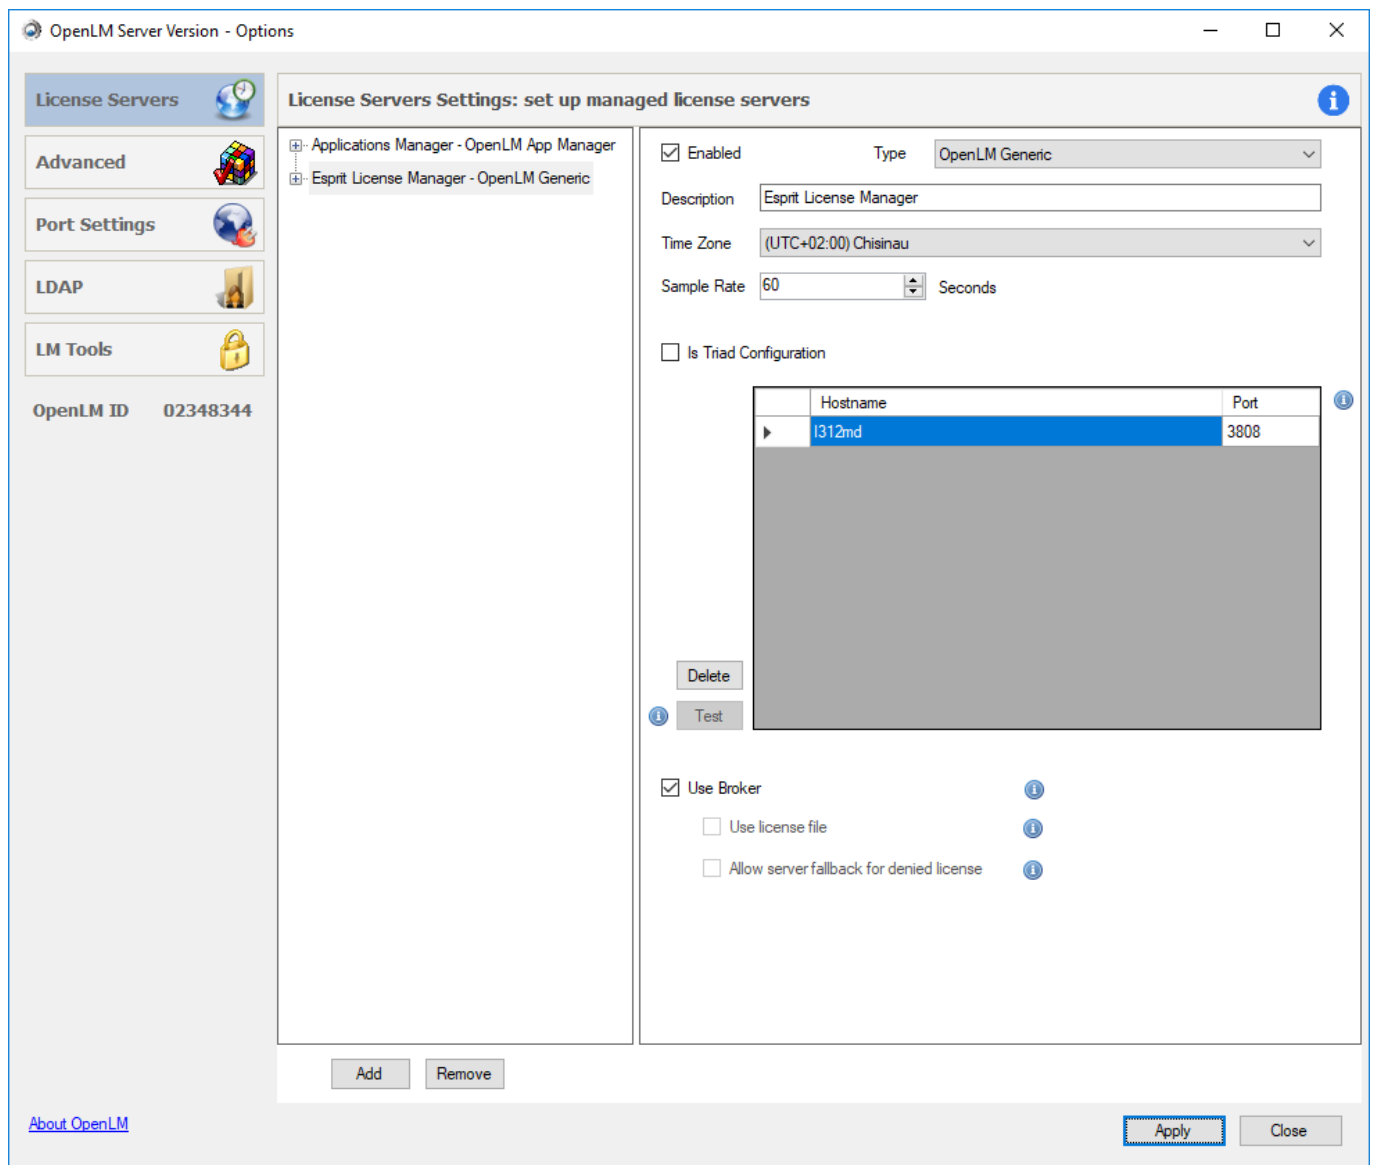 OpenLM Server Version - Options
License Servers
License Servers Settings: set up managed license servers
Advanced
Port Settings
LDAP
LM Tools
OpenLM ID 02348344
Applications Manager - OpenLM App Manager
Esprit License Manager - OpenLM Generic
Enabled Type OpenLM Generic
Description Esprit License Manager
Time Zone (UTC+02:00) Chisinau
Sample Rate 60 Seconds
Is Triad Configuration
Hostname Port
l312md 3808
Delete
Test
Use Broker
Use license file
Allow server fallback for denied license
Add Remove
About OpenLM
Apply Close